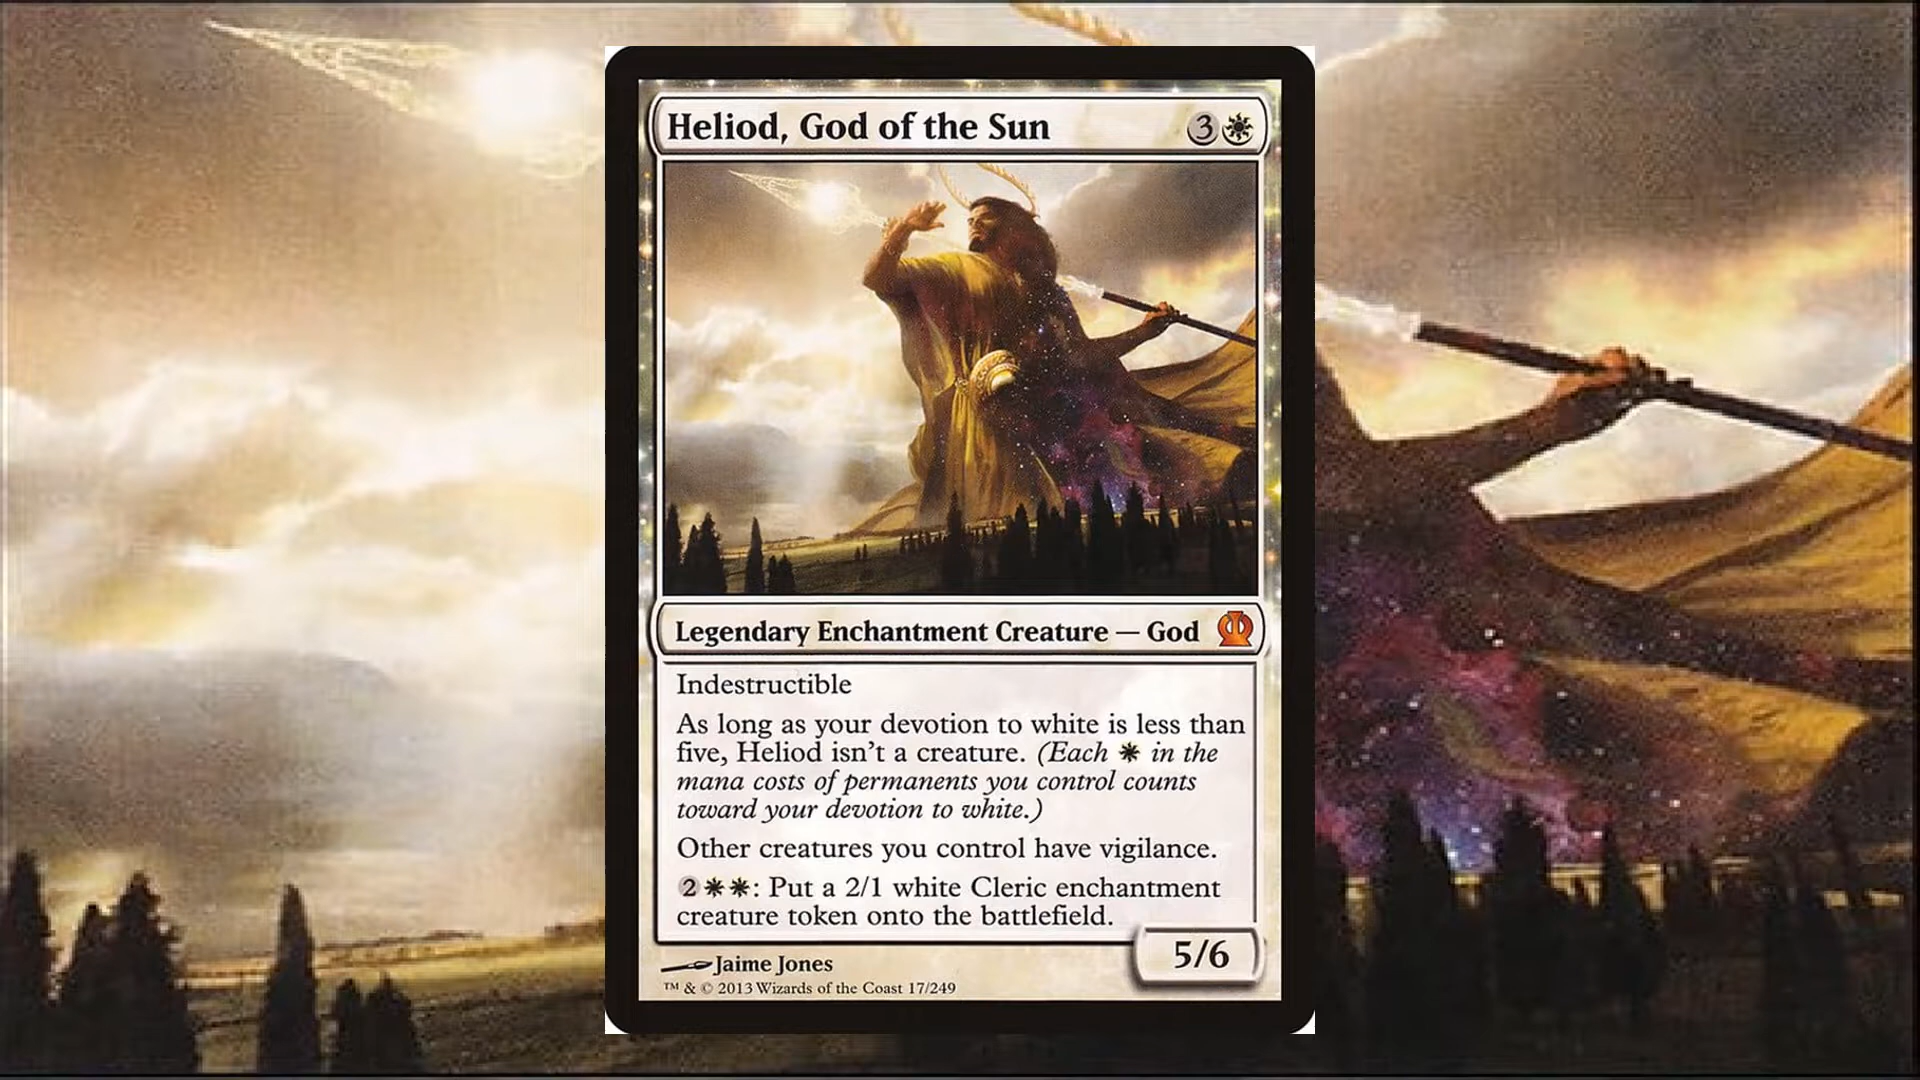 Heliod, God of the Sun 3
Legendary Enchantment Creature — God
Indestructible
As long as your devotion to white is less than
five, Heliod isn't a creature. (Each in the
mana costs of permanents you control counts
toward your devotion to white.)
Other creatures you control have vigilance.
2 : Put a 2/1 white Cleric enchantment
creature token onto the battlefield.
5/6
Jaime Jones
™ & © 2013 Wizards of the Coast 17/249